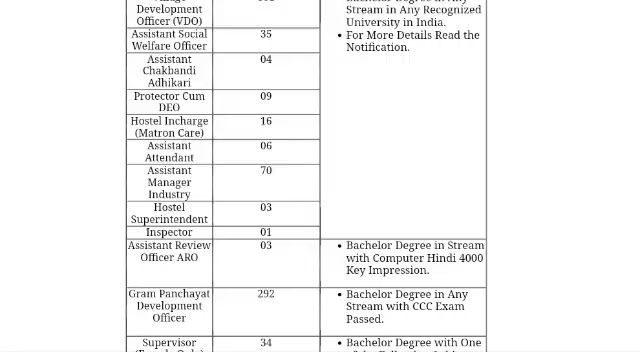 Development
Officer (VDO)
Stream in Any Recognized
University in India.
Assistant Social
Welfare Officer
35
• For More Details Read the
Notification.
Assistant
Chakbandi
Adhikari
04
Protector Cum
DEO
09
Hostel Incharge
(Matron Care)
16
Assistant
Attendant
06
Assistant
Manager
Industry
70
Hostel
Superintendent
03
Inspector
01
Assistant Review
Officer ARO
03
• Bachelor Degree in Stream
with Computer Hindi 4000
Key Impression.
Gram Panchayat
Development
Officer
292
• Bachelor Degree in Any
Stream with CCC Exam
Passed.
Supervisor
34
• Bachelor Degree with One